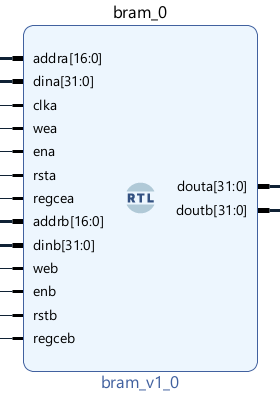 bram_0
addra[16:0]
dina[31:0]
clka
wea
ena
rsta
regcea
addrb[16:0]
dinb[31:0]
web
enb
rstb
regceb
RTL
douta[31:0]
doutb[31:0]
bram_v1_0